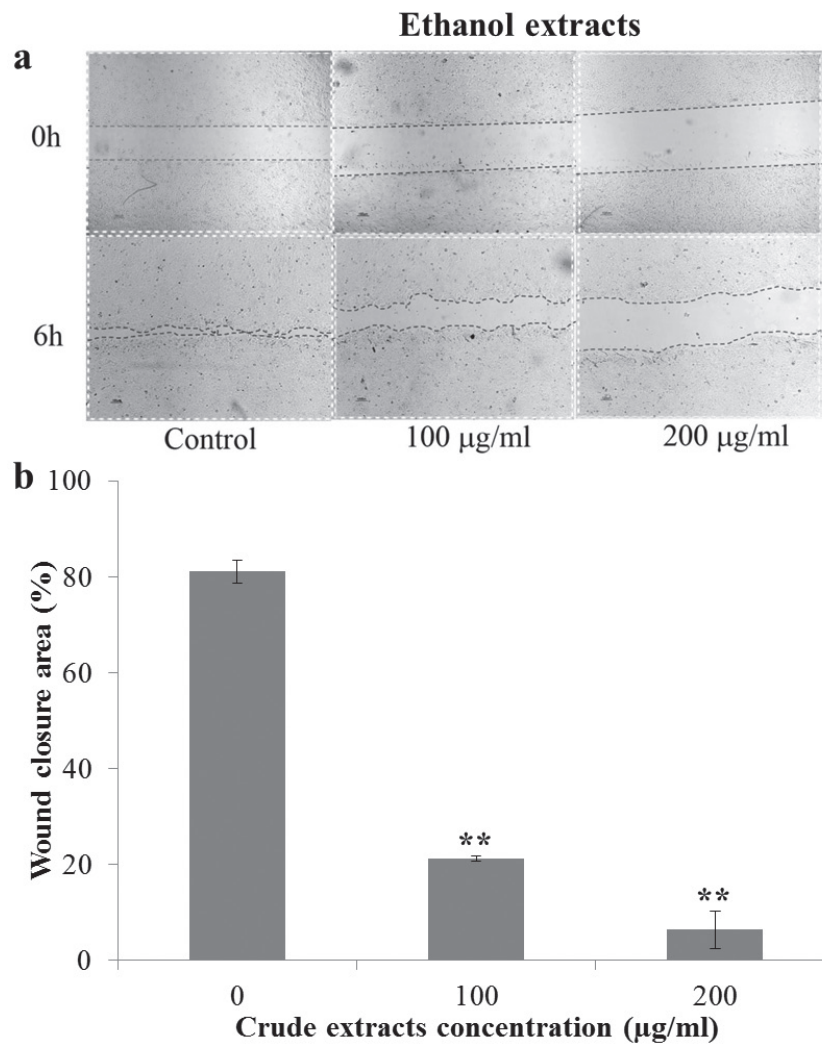 Ethanol extracts
a
0h
6h
Control 100 μg/ml 200 μg/ml
b
100
80
60
40
20
0
Wound closure area (%)
**
**
0 100 200
Crude extracts concentration (μg/ml)